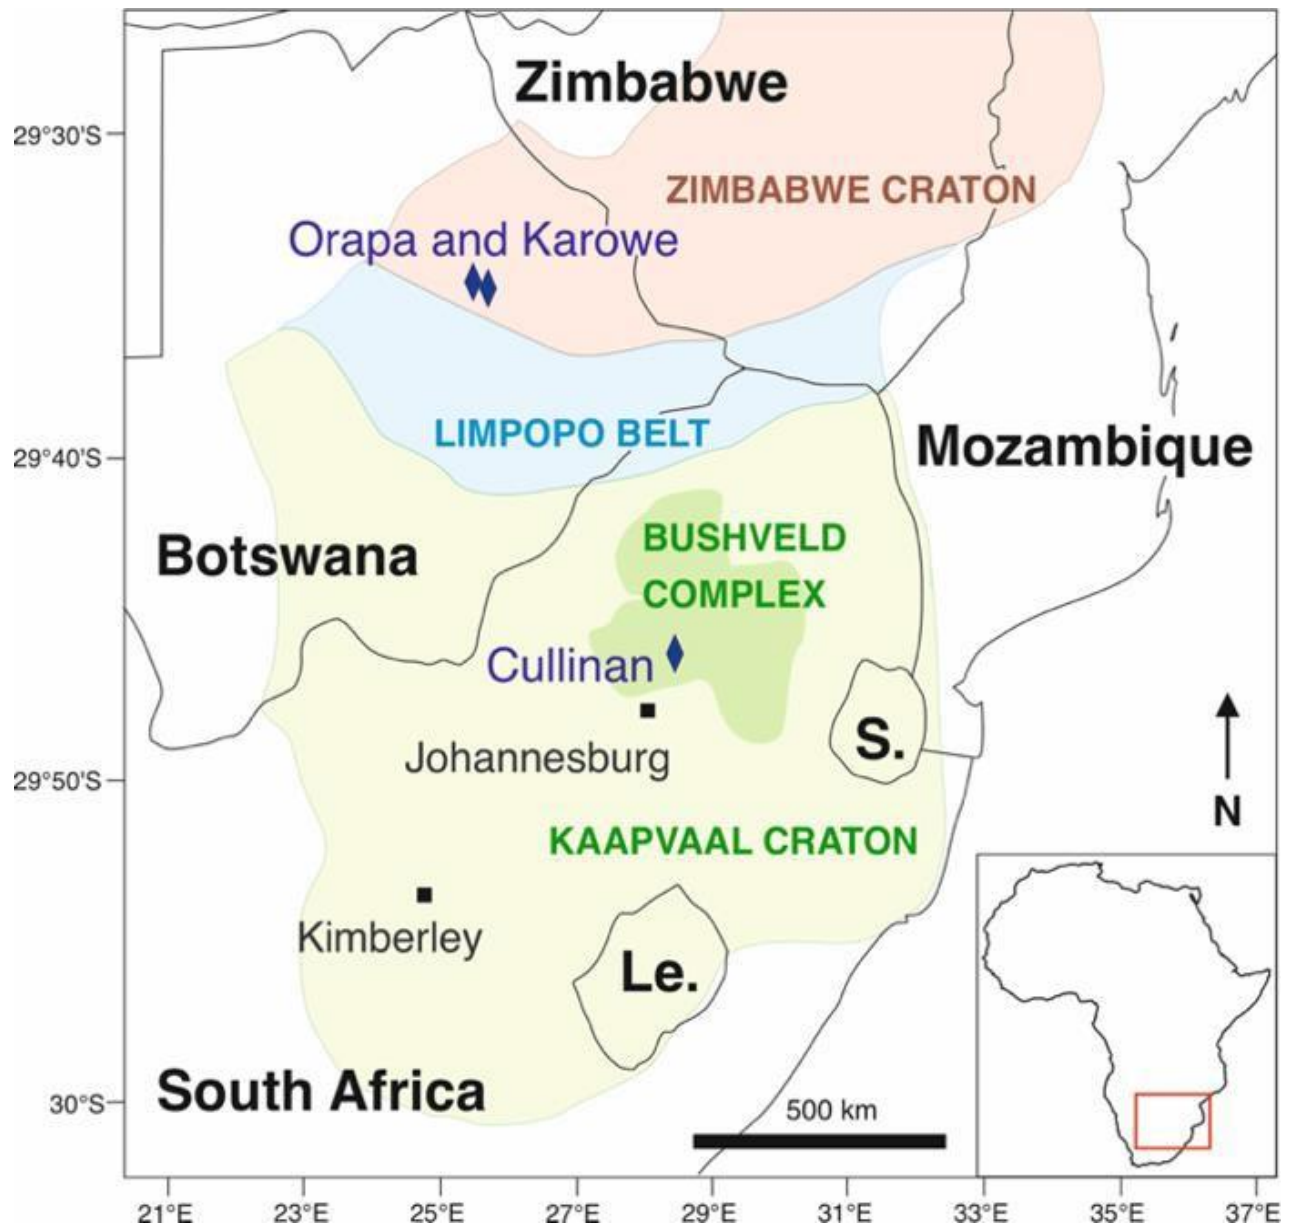 Zimbabwe
29°30'S
ZIMBABWE CRATON
Orapa and Karowe
LIMPOPO BELT
Mozambique
29°40'S
BUSHVELD
COMPLEX
Botswana
Cullinan
S.
Johannesburg
29°50'S
N
KAAPVAAL CRATON
Kimberley
Le.
South Africa
30°S
500 km
21°E 23°E 25°E 27°E 29°E 31°E 33°E 35°E 37°E